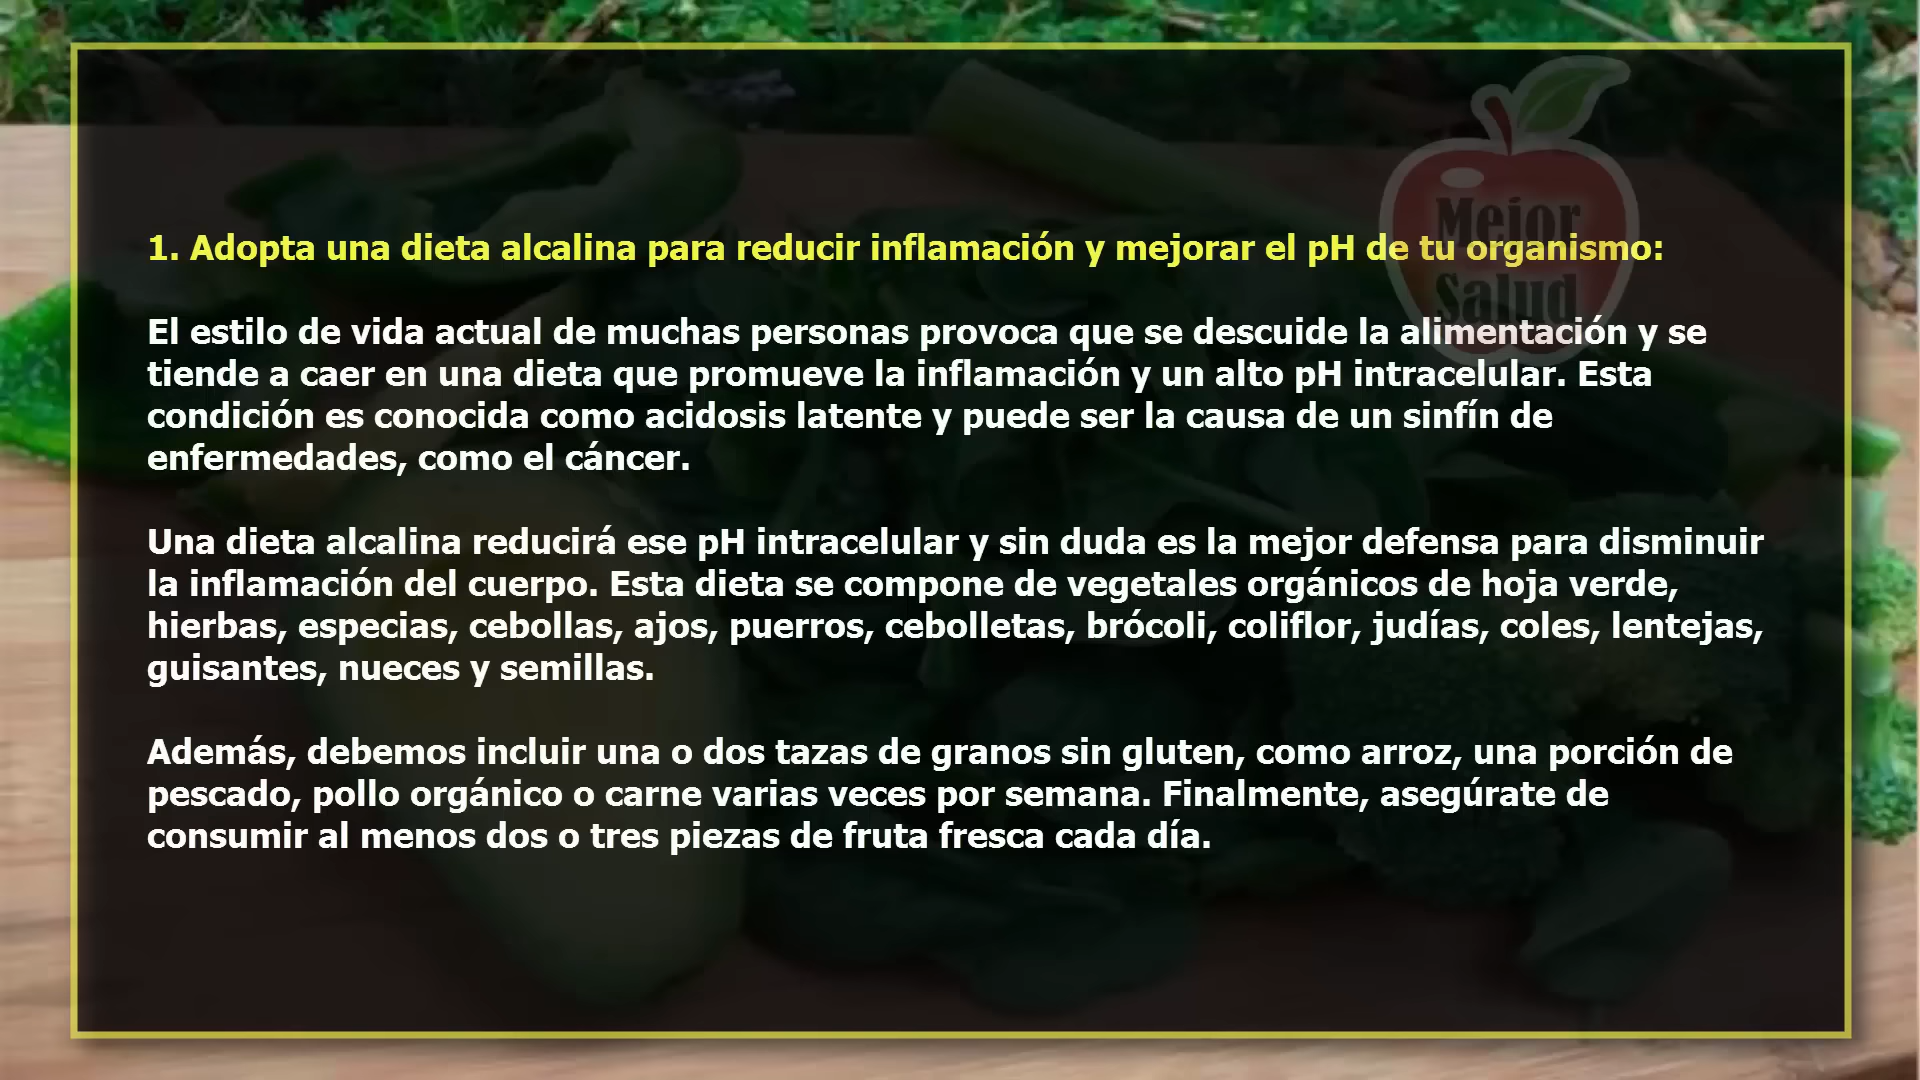 Mejor
Salud
1. Adopta una dieta alcalina para reducir inflamación y mejorar el pH de tu organismo:
El estilo de vida actual de muchas personas provoca que se descuide la alimentación y se
tiende a caer en una dieta que promueve la inflamación y un alto pH intracelular. Esta
condición es conocida como acidosis latente y puede ser la causa de un sinfín de
enfermedades, como el cáncer.
Una dieta alcalina reducirá ese pH intracelular y sin duda es la mejor defensa para disminuir
la inflamación del cuerpo. Esta dieta se compone de vegetales orgánicos de hoja verde,
hierbas, especias, cebollas, ajos, puerros, cebolletas, brócoli, coliflor, judías, coles, lentejas,
guisantes, nueces y semillas.
Además, debemos incluir una o dos tazas de granos sin gluten, como arroz, una porción de
pescado, pollo orgánico o carne varias veces por semana. Finalmente, asegúrate de
consumir al menos dos o tres piezas de fruta fresca cada día.